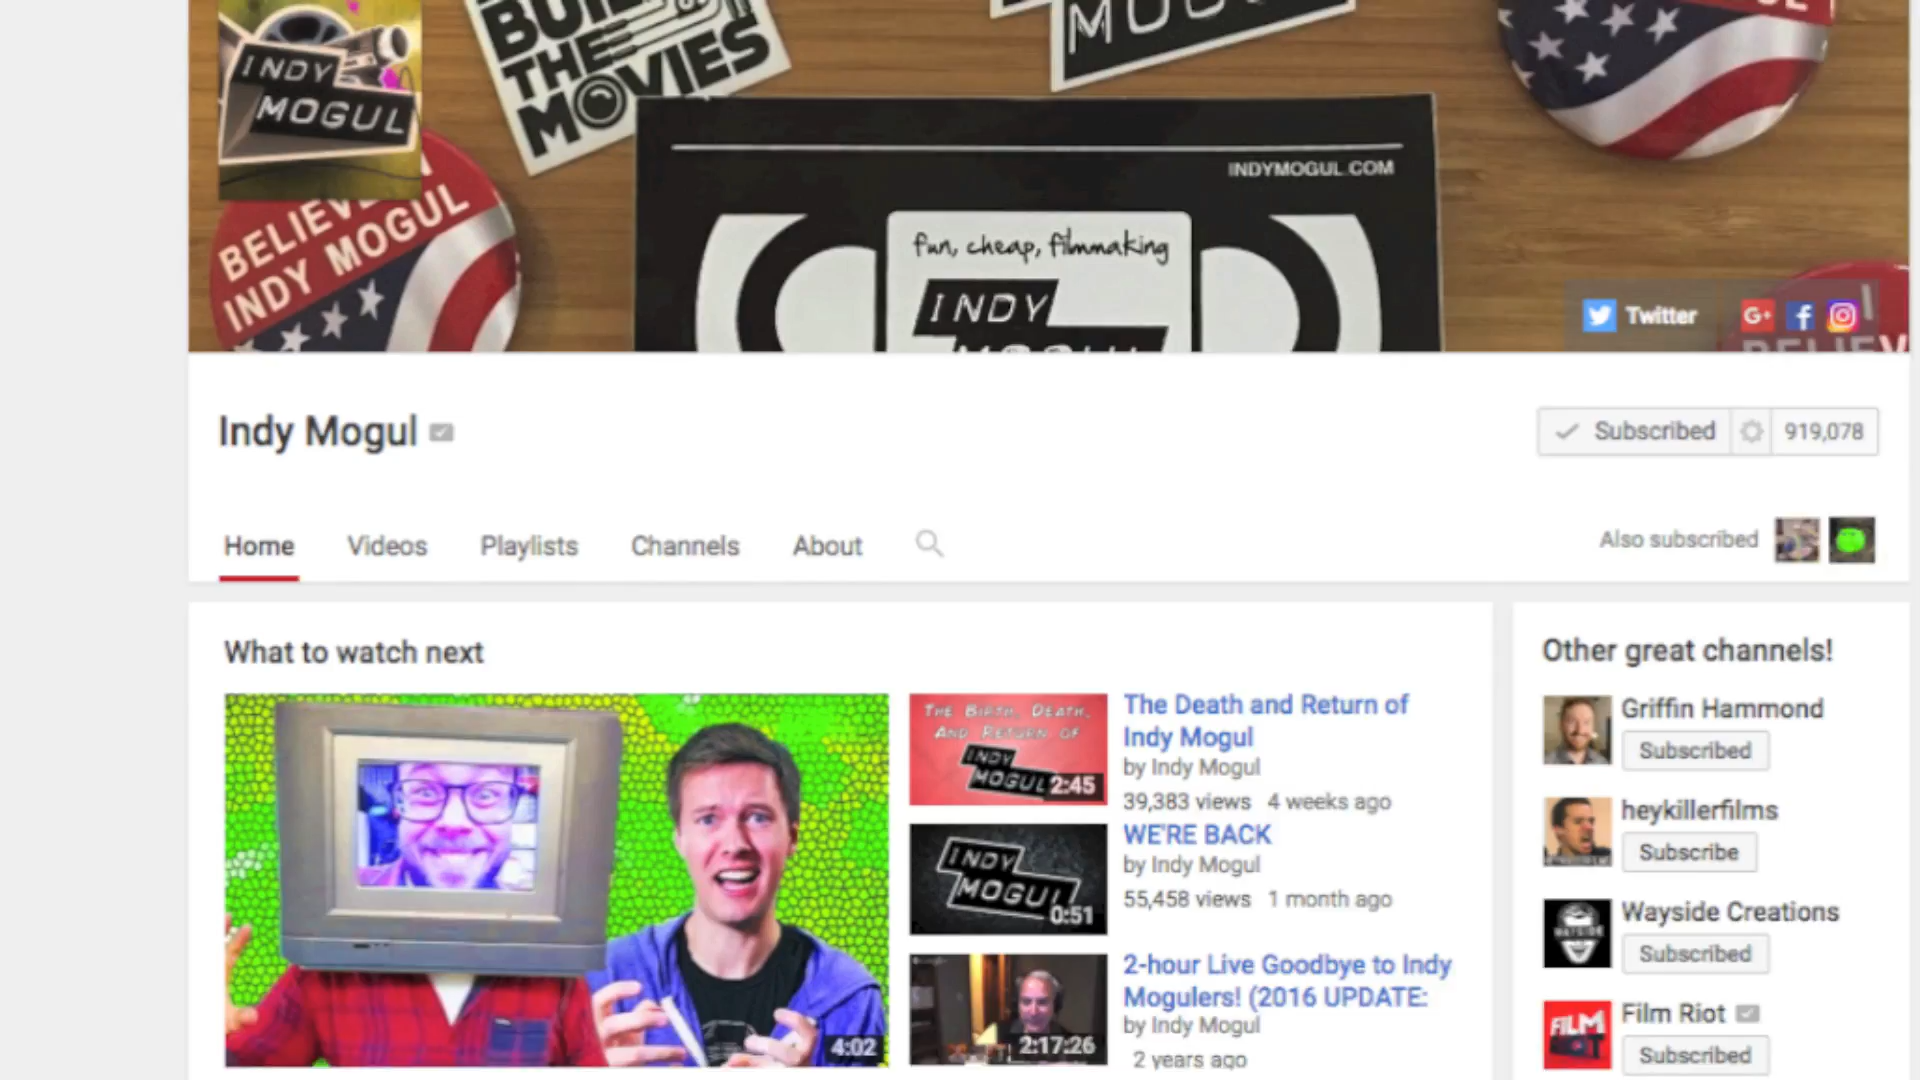 BUIL
THE
MOVIES
INDY
MOGUL
BELIEVE
INDY MOGUL
INDYMOGUL.COM
fun, cheap, filmmaking
INDY
MOGUL
Twitter
G+
Indy Mogul
Subscribed
919,078
Home
Videos
Playlists
Channels
About
Also subscribed
What to watch next
4:02
THE BIRTH, DEATH,
AND RETURN OF
INDY
MOGUL
2:45
The Death and Return of
Indy Mogul
by Indy Mogul
39,383 views 4 weeks ago
INDY
MOGUL
0:51
WE'RE BACK
by Indy Mogul
55,458 views 1 month ago
2:17:26
2-hour Live Goodbye to Indy
Mogulers! (2016 UPDATE:
by Indy Mogul
2 years ago
Other great channels!
Griffin Hammond
Subscribed
heykillerfilms
Subscribe
WAYSIDE
Wayside Creations
Subscribed
FILM
RIOT
Film Riot
Subscribed